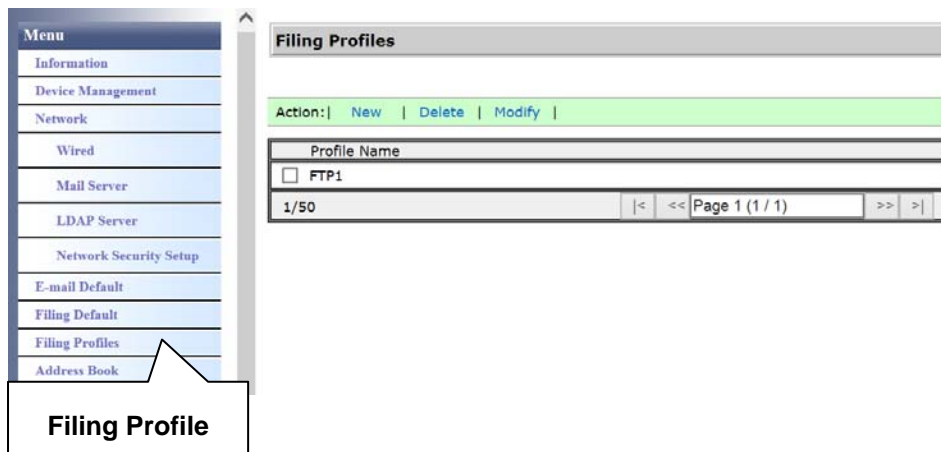 Menu
Information
Device Management
Network
Wired
Mail Server
LDAP Server
Network Security Setup
E-mail Default
Filing Default
Filing Profiles
Address Book
Filing Profile
Filing Profiles
Action:| New | Delete | Modify |
Profile Name
FTP1
1/50 |< << Page 1 (1 / 1) >> >|